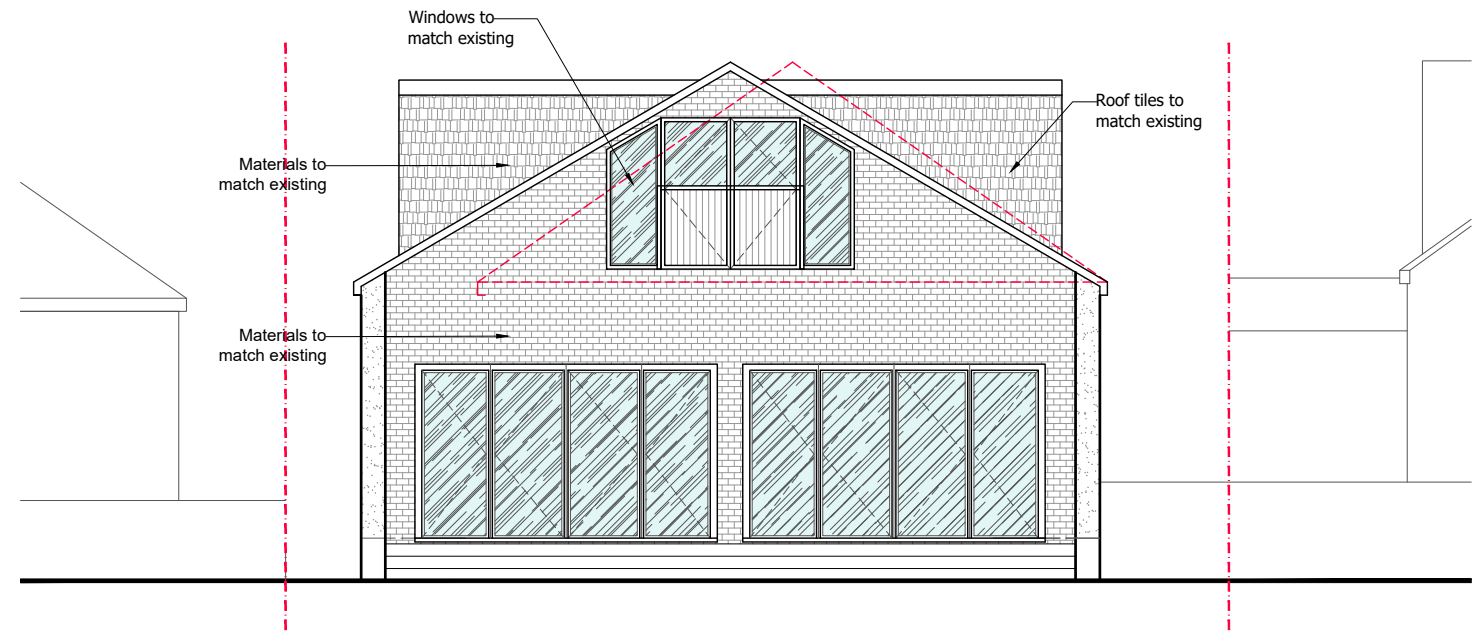 Windows to
match existing
Roof tiles to
match existing
Materials to
match existing
Materials to
match existing